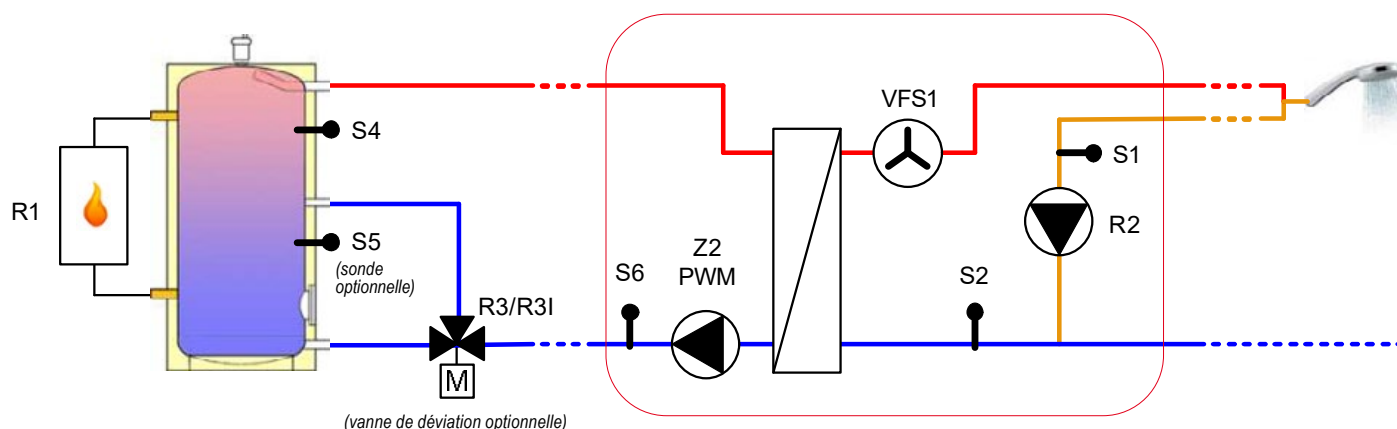 VFS1
S4
S1
R1
R2
S5
(sonde
optionnelle)
Z2
PWM
S6
S2
R3/R3I
M
(vanne de déviation optionnelle)